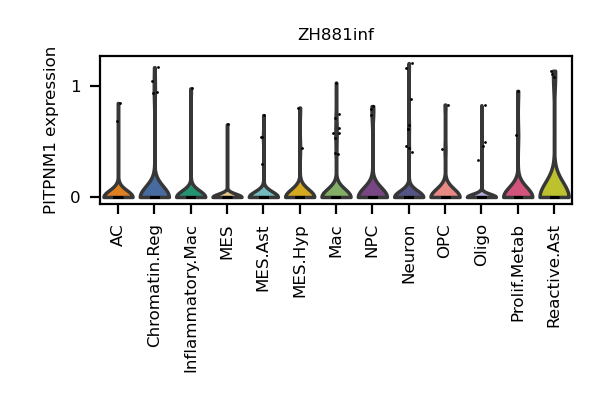 ZH881inf
PITPNM1 expression
1
0
AC
Chromatin.Reg
Inflammatory.Mac
MES
MES.Ast
MES.Hyp
Mac
NPC
Neuron
OPC
Oligo
Prolif.Metab
Reactive.Ast